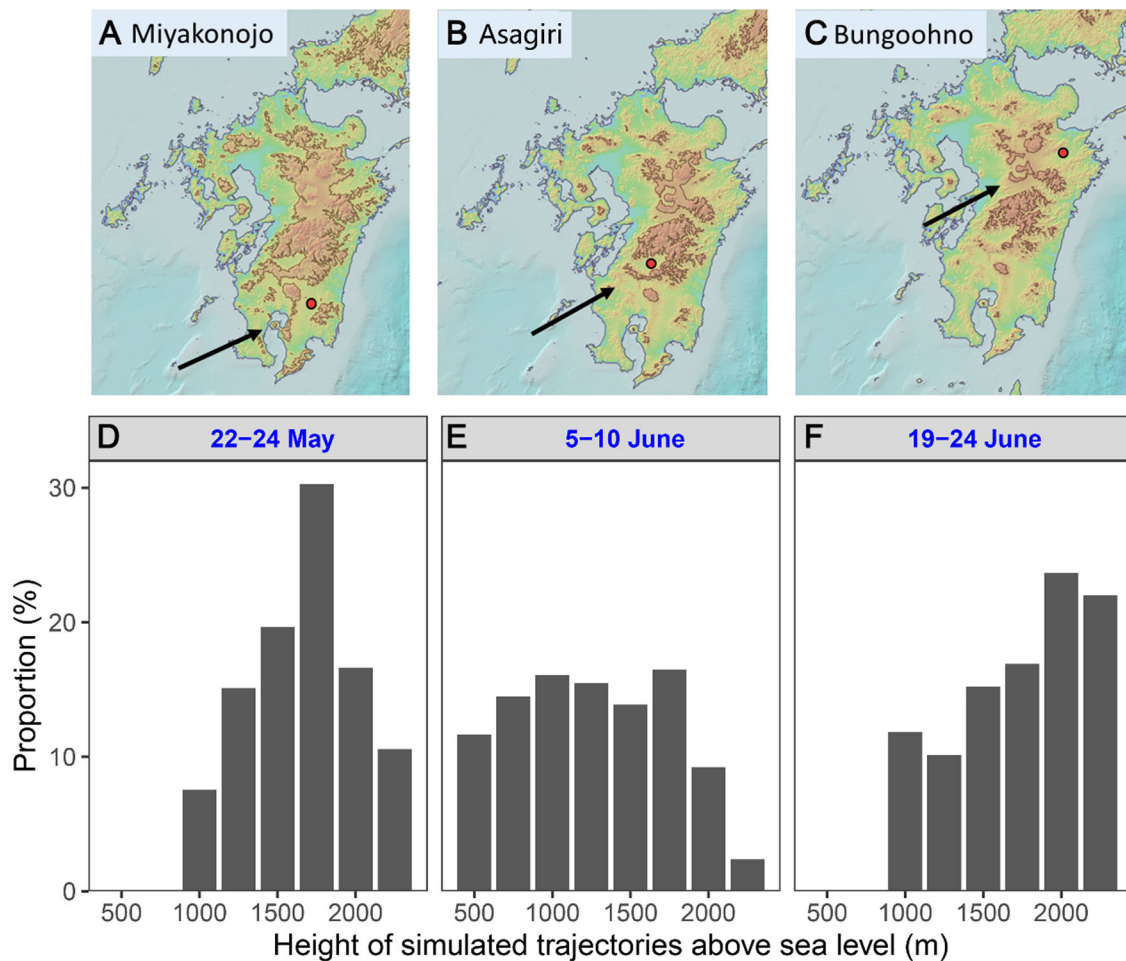 A Miyakonojo
B Asagiri
C Bungoohno
D 22–24 May
E 5–10 June
F 19–24 June
Proportion (%)
30
20
10
0
500 1000 1500 2000
500 1000 1500 2000
500 1000 1500 2000
Height of simulated trajectories above sea level (m)